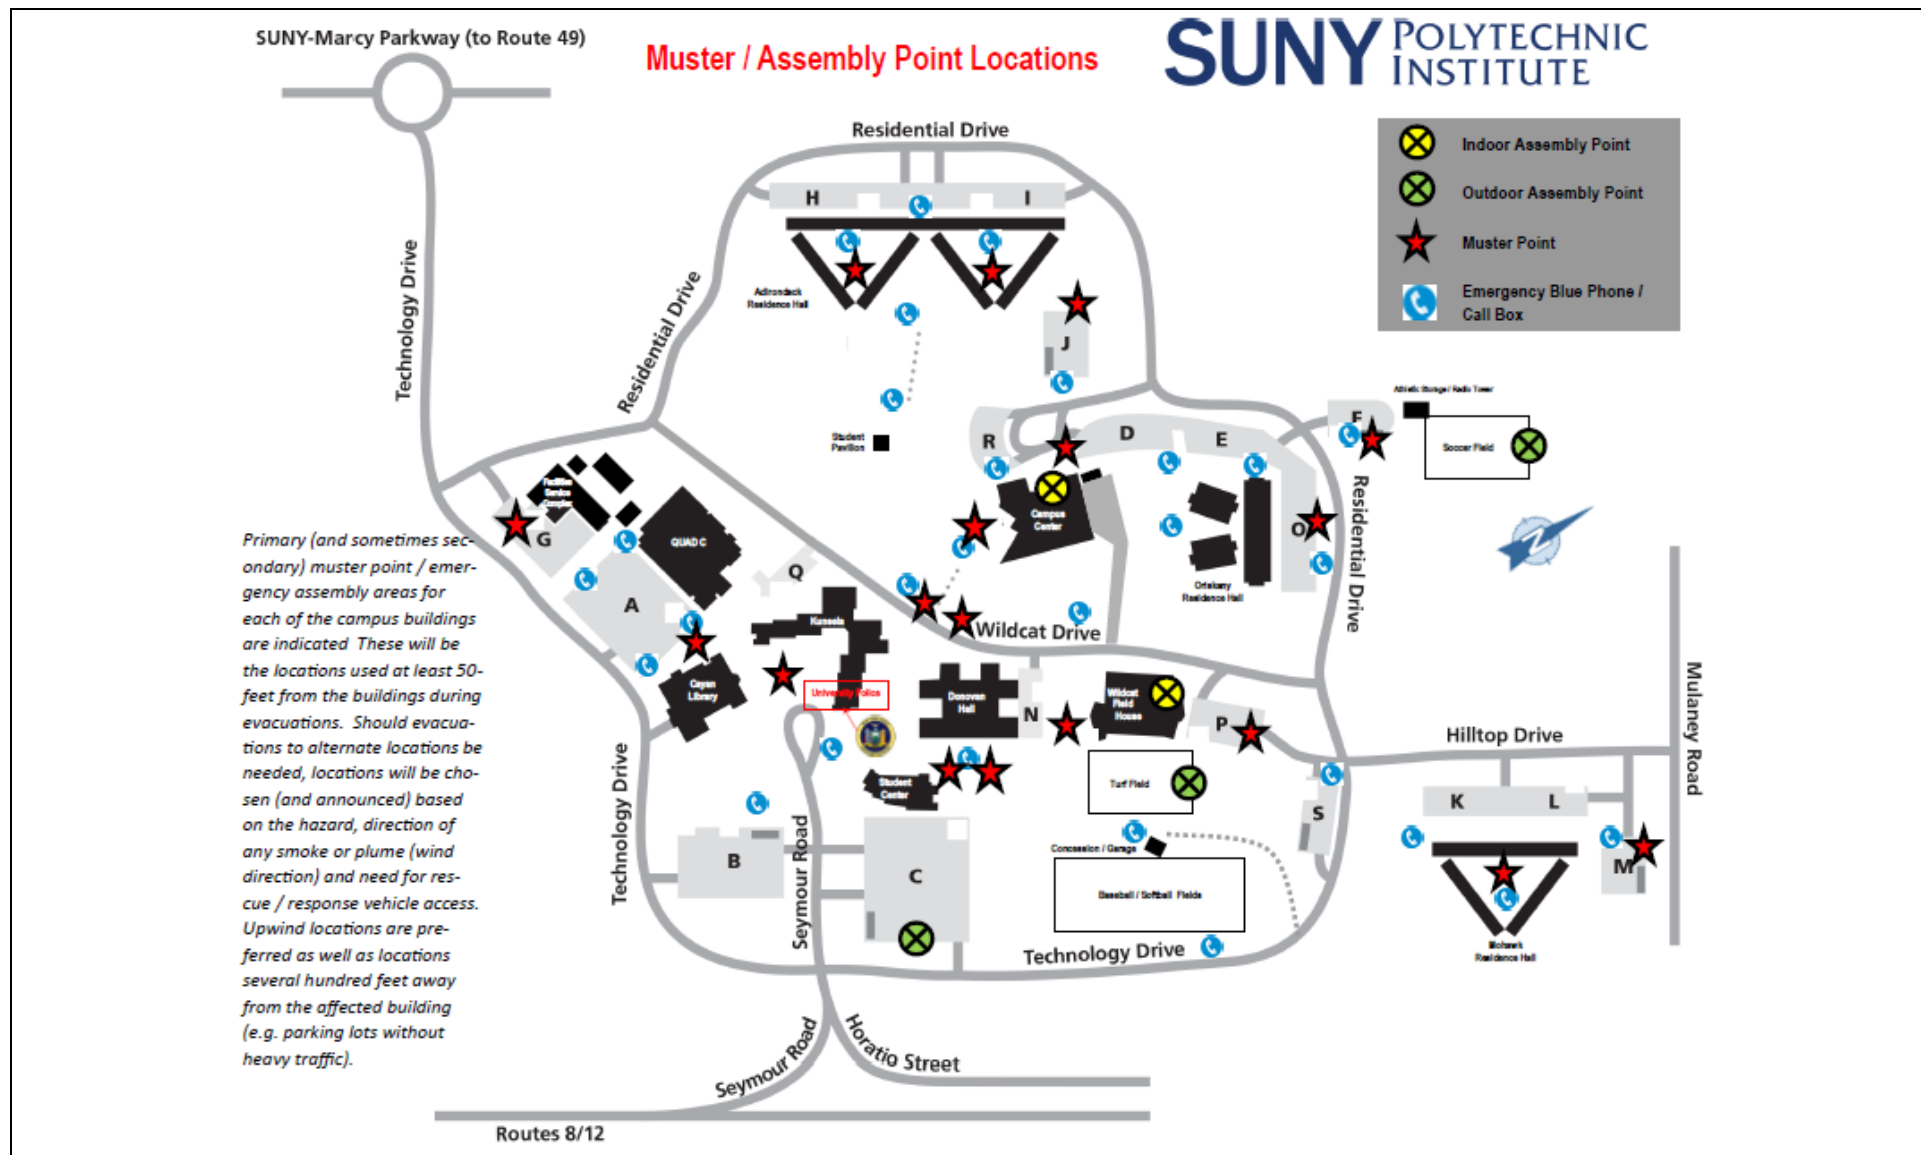 SUNY-Marcy Parkway (to Route 49)
Muster / Assembly Point Locations
SUNY POLYTECHNIC
INSTITUTE
Indoor Assembly Point
Outdoor Assembly Point
Muster Point
Emergency Blue Phone /
Call Box
Residential Drive
H
I
Technology Drive
Residential Drive
Adirondack
Residence Hall
J
Student
Pavilion
R
D
E
F
Athletic Storage / Radio Tower
Soccer Field
Residential Drive
Facilities
Service
Complex
G
QUAD C
Campus
Center
O
Oriskany
Residence Hall
Q
A
Kunsela
Wildcat Drive
Cayan
Library
University Police
Donovan
Hall
N
Wildcat
Field
House
P
Hilltop Drive
Mulaney Road
Student
Center
Turf Field
S
K
L
M
Technology Drive
Seymour Road
B
C
Concession / Garage
Baseball / Softball Fields
Mohawk
Residence Hall
Technology Drive
Seymour Road
Horatio Street
Routes 8/12
Primary (and sometimes sec-
ondary) muster point / emer-
gency assembly areas for
each of the campus buildings
are indicated These will be
the locations used at least 50-
feet from the buildings during
evacuations. Should evacua-
tions to alternate locations be
needed, locations will be cho-
sen (and announced) based
on the hazard, direction of
any smoke or plume (wind
direction) and need for res-
cue / response vehicle access.
Upwind locations are pre-
ferred as well as locations
several hundred feet away
from the affected building
(e.g. parking lots without
heavy traffic).
Z